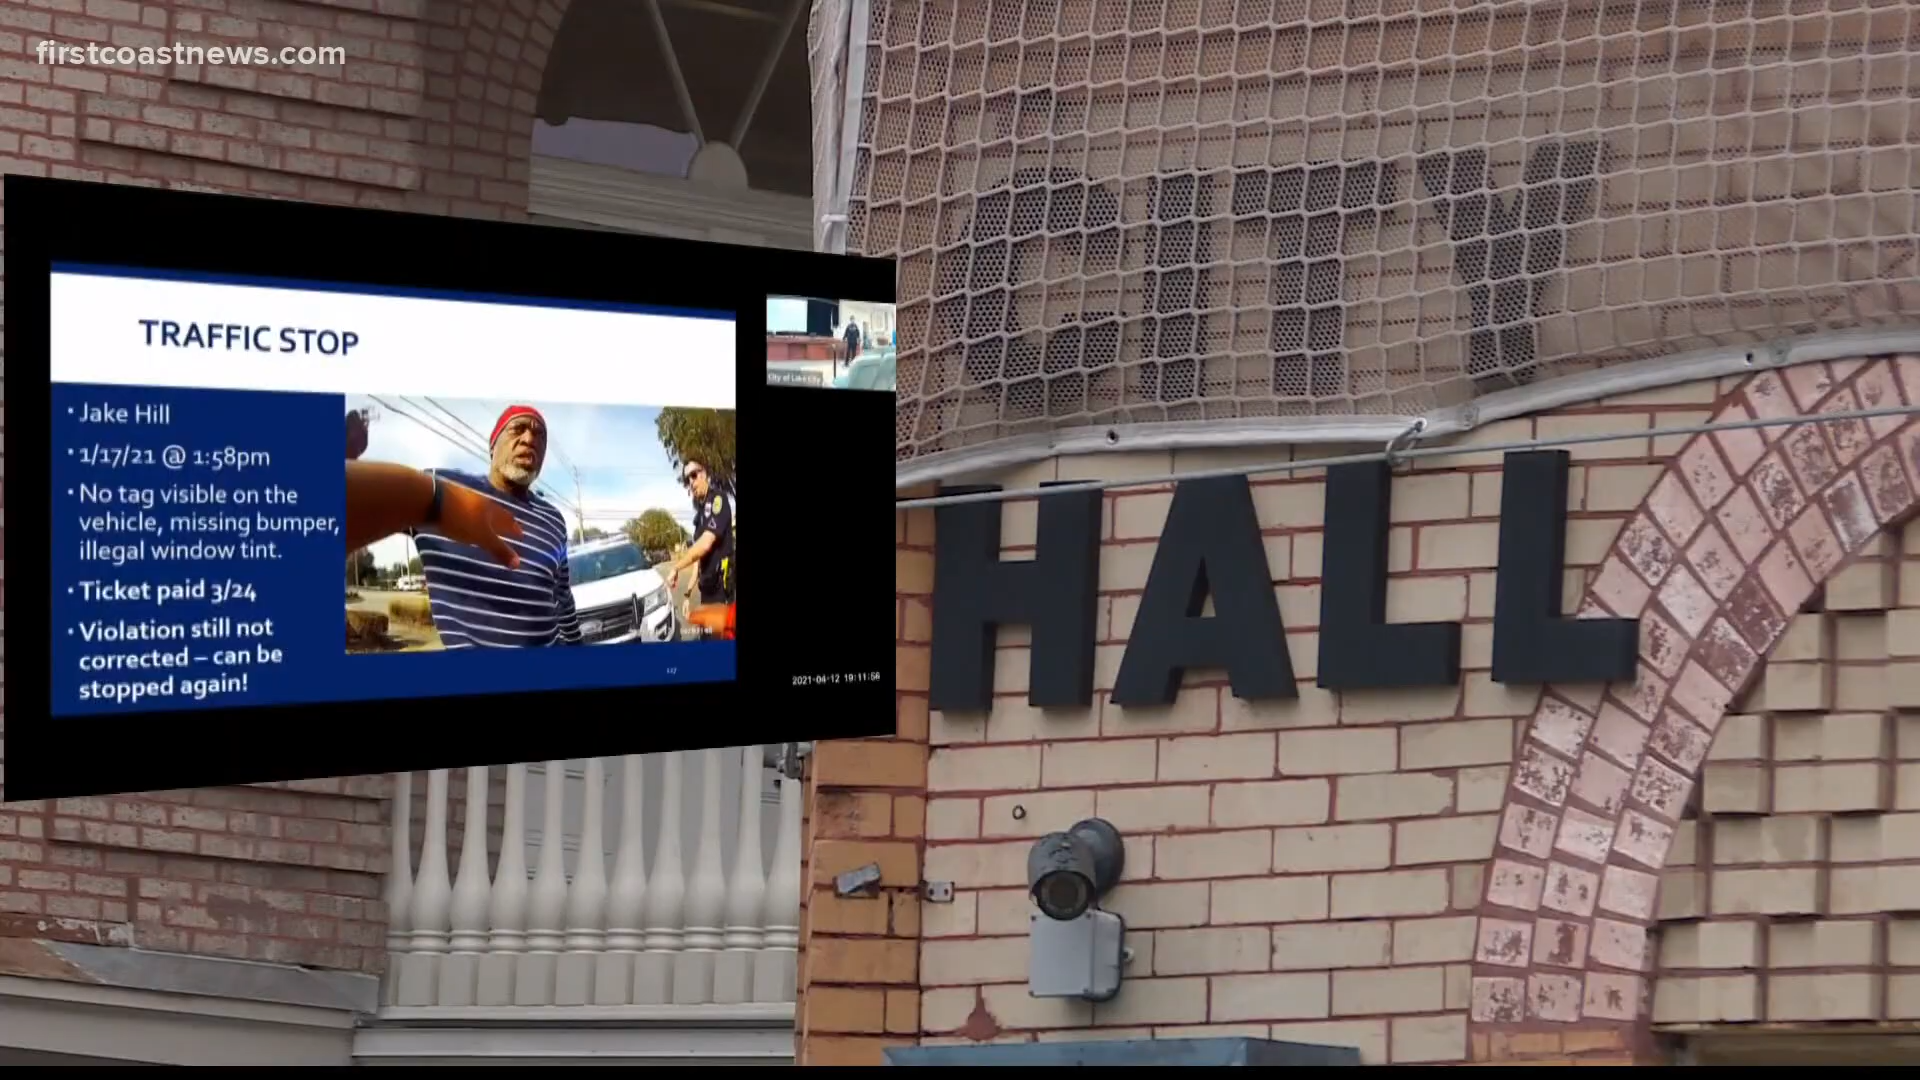 firstcoastnews.com
CITY
HALL
TRAFFIC STOP
• Jake Hill
• 1/17/21 @ 1:58pm
• No tag visible on the
vehicle, missing bumper,
illegal window tint.
• Ticket paid 3/24
• Violation still not
corrected – can be
stopped again!
City of Lake City
2021-04-12 19:11:56